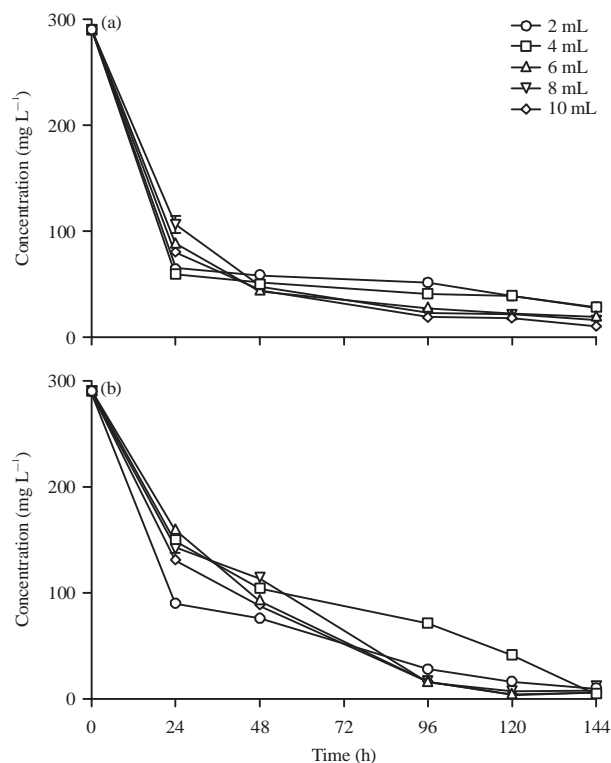 300
(a)
2 mL
4 mL
6 mL
8 mL
10 mL
200
100
0
Concentration (mg L⁻¹)
300
(b)
200
100
0
Concentration (mg L⁻¹)
0 24 48 72 96 120 144
Time (h)